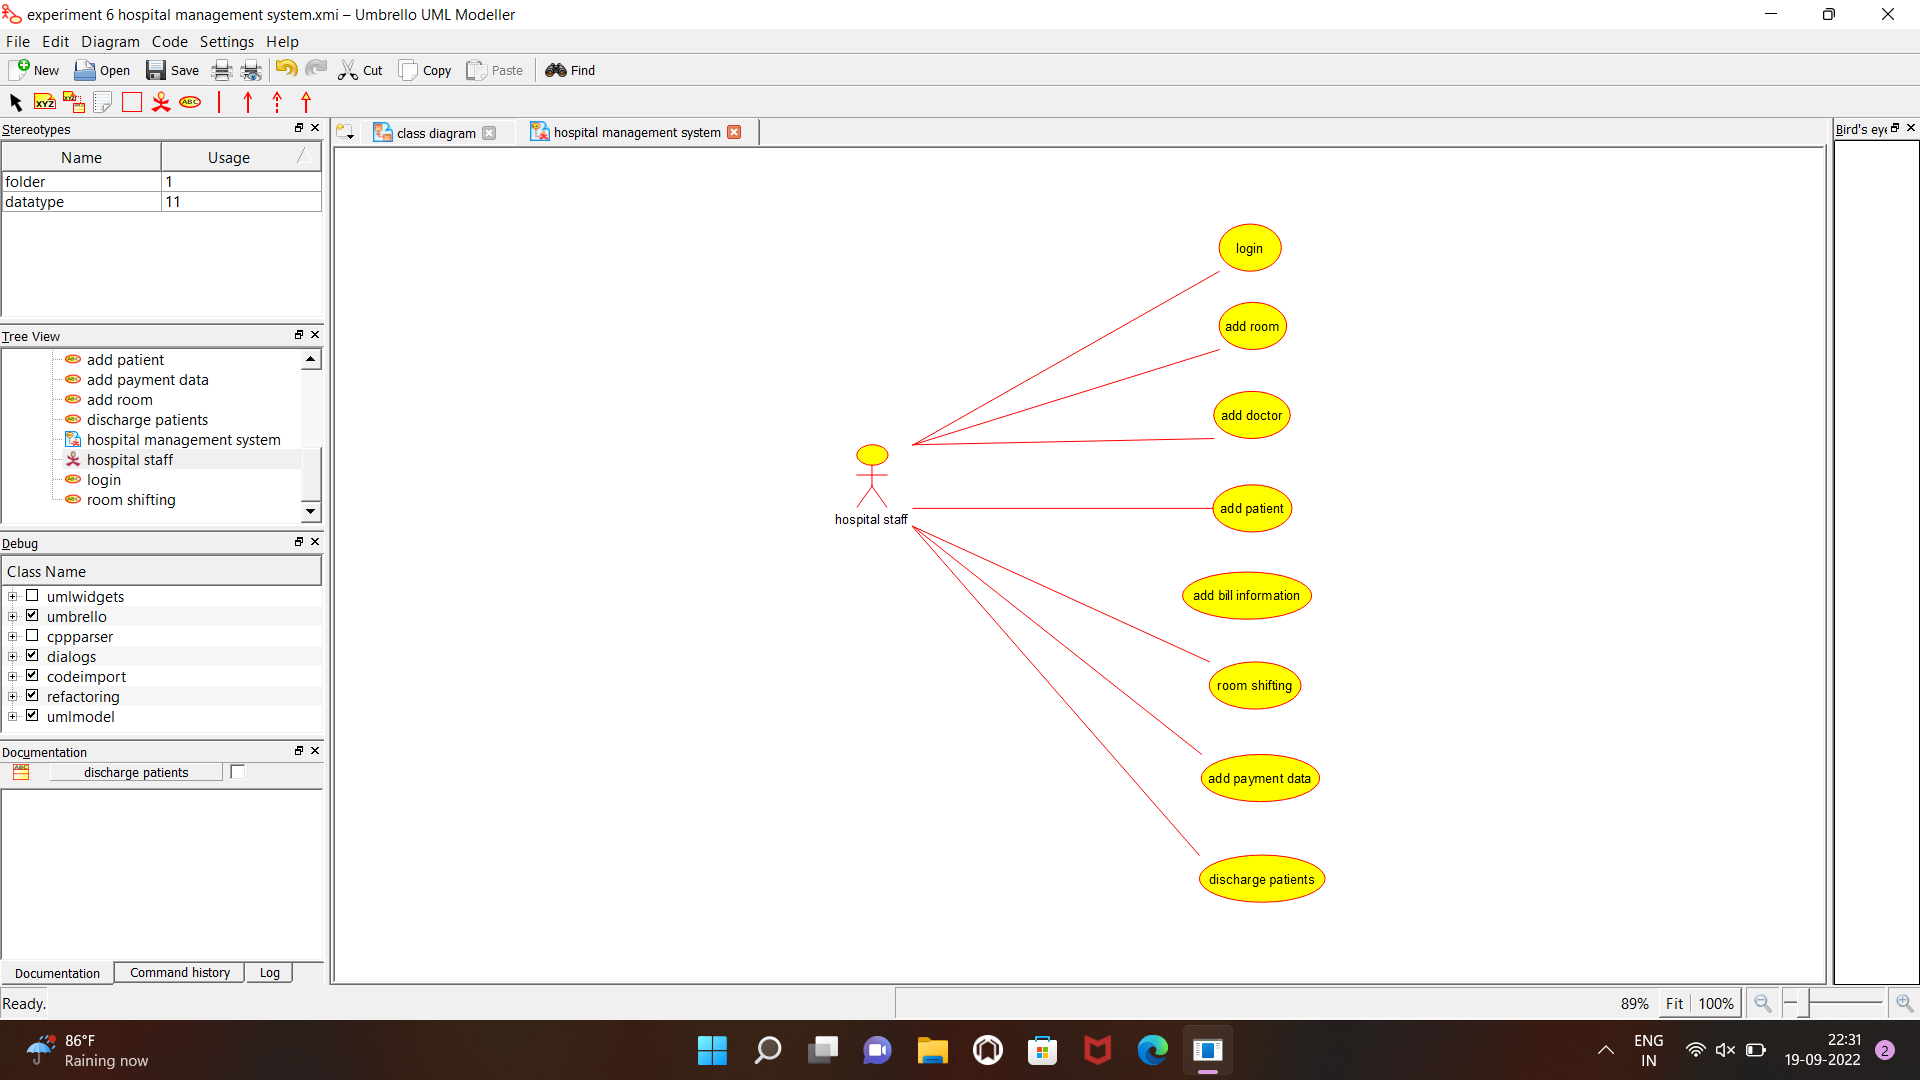 experiment 6 hospital management system.xmi – Umbrello UML Modeller
File Edit Diagram Code Settings Help
New Open Save Cut Copy Paste Find
XYZ XYZ ABC
Stereotypes
Name Usage
folder 1
datatype 11
Tree View
add patient
add payment data
add room
discharge patients
hospital management system
hospital staff
login
room shifting
Debug
Class Name
umlwidgets
umbrello
cppparser
dialogs
codeimport
refactoring
umlmodel
Documentation
discharge patients
Documentation Command history Log
Ready.
class diagram hospital management system
login
add room
add doctor
hospital staff
add patient
add bill information
room shifting
add payment data
discharge patients
Bird's eye
89% Fit 100%
86°F
Raining now
ENG
IN
22:31
19-09-2022
2